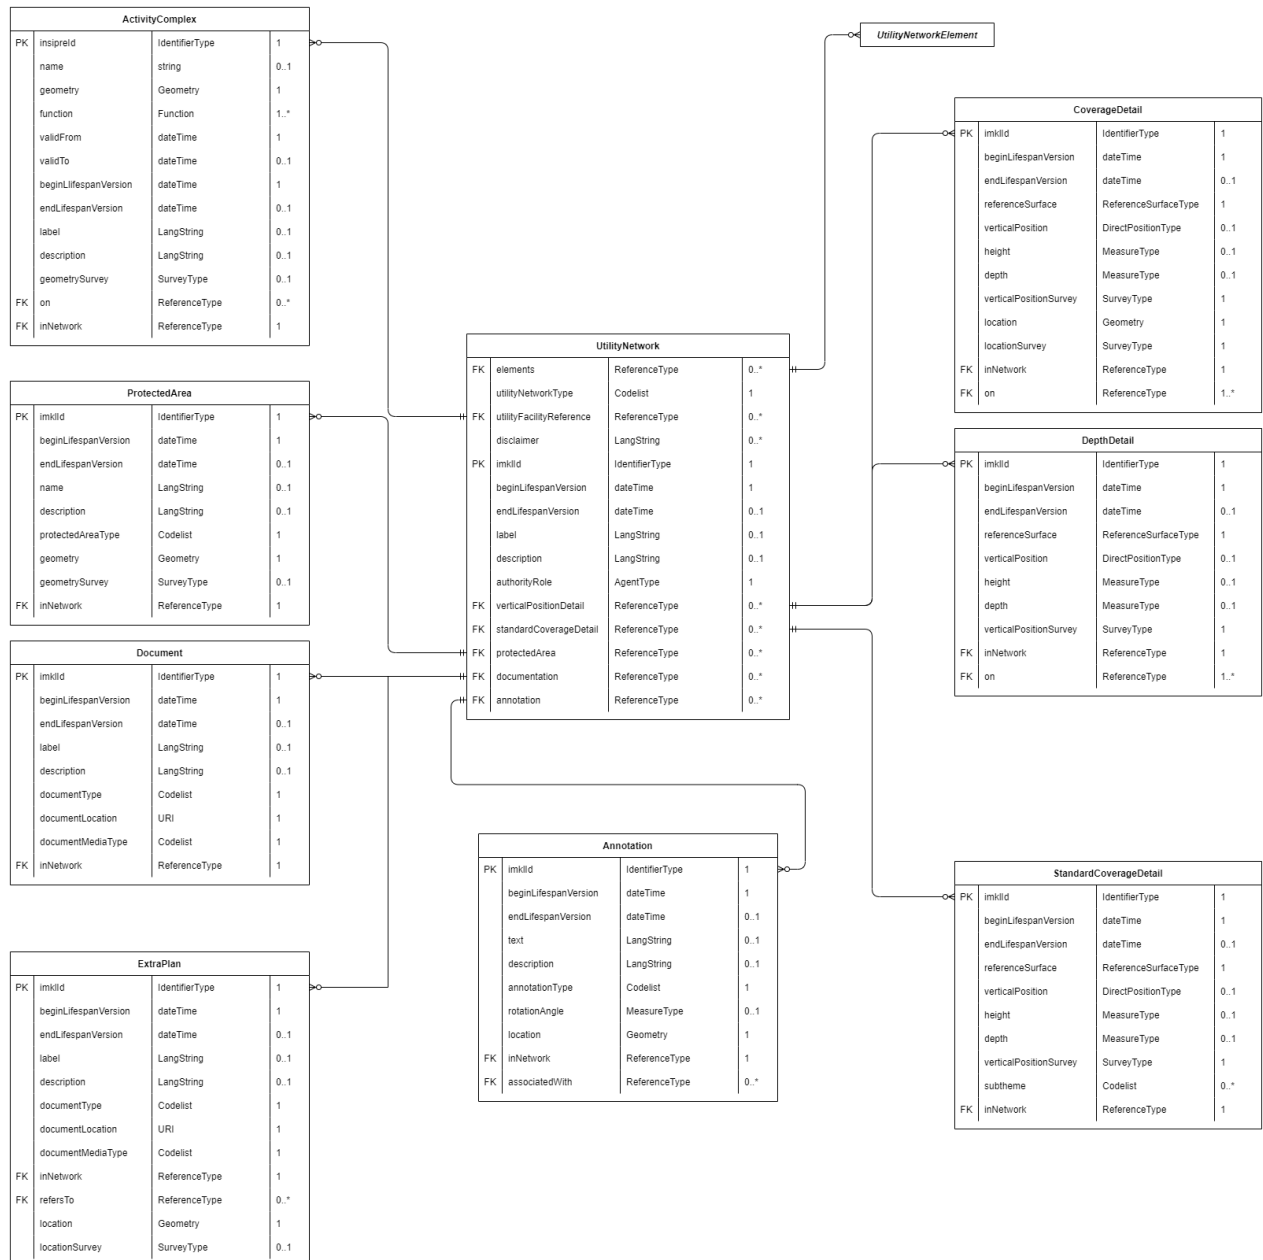 ActivityComplex
PK insipreId IdentifierType 1
name string 0..1
geometry Geometry 1
function Function 1..*
validFrom dateTime 1
validTo dateTime 0..1
beginLlifespanVersion dateTime 1
endLifespanVersion dateTime 0..1
label LangString 0..1
description LangString 0..1
geometrySurvey SurveyType 0..1
FK on ReferenceType 0..*
FK inNetwork ReferenceType 1
ProtectedArea
PK imklId IdentifierType 1
beginLifespanVersion dateTime 1
endLifespanVersion dateTime 0..1
name LangString 0..1
description LangString 0..1
protectedAreaType Codelist 1
geometry Geometry 1
geometrySurvey SurveyType 0..1
FK inNetwork ReferenceType 1
Document
PK imklId IdentifierType 1
beginLifespanVersion dateTime 1
endLifespanVersion dateTime 0..1
label LangString 0..1
description LangString 0..1
documentType Codelist 1
documentLocation URI 1
documentMediaType Codelist 1
FK inNetwork ReferenceType 1
ExtraPlan
PK imklId IdentifierType 1
beginLifespanVersion dateTime 1
endLifespanVersion dateTime 0..1
label LangString 0..1
description LangString 0..1
documentType Codelist 1
documentLocation URI 1
documentMediaType Codelist 1
FK inNetwork ReferenceType 1
FK refersTo ReferenceType 0..*
location Geometry 1
locationSurvey SurveyType 0..1
UtilityNetwork
FK elements ReferenceType 0..*
utilityNetworkType Codelist 1
FK utilityFacilityReference ReferenceType 0..*
disclaimer LangString 0..*
PK imklId IdentifierType 1
beginLifespanVersion dateTime 1
endLifespanVersion dateTime 0..1
label LangString 0..1
description LangString 0..1
authorityRole AgentType 1
FK verticalPositionDetail ReferenceType 0..*
FK standardCoverageDetail ReferenceType 0..*
FK protectedArea ReferenceType 0..*
FK documentation ReferenceType 0..*
FK annotation ReferenceType 0..*
Annotation
PK imklId IdentifierType 1
beginLifespanVersion dateTime 1
endLifespanVersion dateTime 0..1
text LangString 0..1
description LangString 0..1
annotationType Codelist 1
rotationAngle MeasureType 0..1
location Geometry 1
FK inNetwork ReferenceType 1
FK associatedWith ReferenceType 0..*
UtilityNetworkElement
CoverageDetail
PK imklId IdentifierType 1
beginLifespanVersion dateTime 1
endLifespanVersion dateTime 0..1
referenceSurface ReferenceSurfaceType 1
verticalPosition DirectPositionType 0..1
height MeasureType 0..1
depth MeasureType 0..1
verticalPositionSurvey SurveyType 1
location Geometry 1
locationSurvey SurveyType 1
FK inNetwork ReferenceType 1
FK on ReferenceType 1..*
DepthDetail
PK imklId IdentifierType 1
beginLifespanVersion dateTime 1
endLifespanVersion dateTime 0..1
referenceSurface ReferenceSurfaceType 1
verticalPosition DirectPositionType 0..1
height MeasureType 0..1
depth MeasureType 0..1
verticalPositionSurvey SurveyType 1
FK inNetwork ReferenceType 1
FK on ReferenceType 1..*
StandardCoverageDetail
PK imklId IdentifierType 1
beginLifespanVersion dateTime 1
endLifespanVersion dateTime 0..1
referenceSurface ReferenceSurfaceType 1
verticalPosition DirectPositionType 0..1
height MeasureType 0..1
depth MeasureType 0..1
verticalPositionSurvey SurveyType 1
subtheme Codelist 0..*
FK inNetwork ReferenceType 1